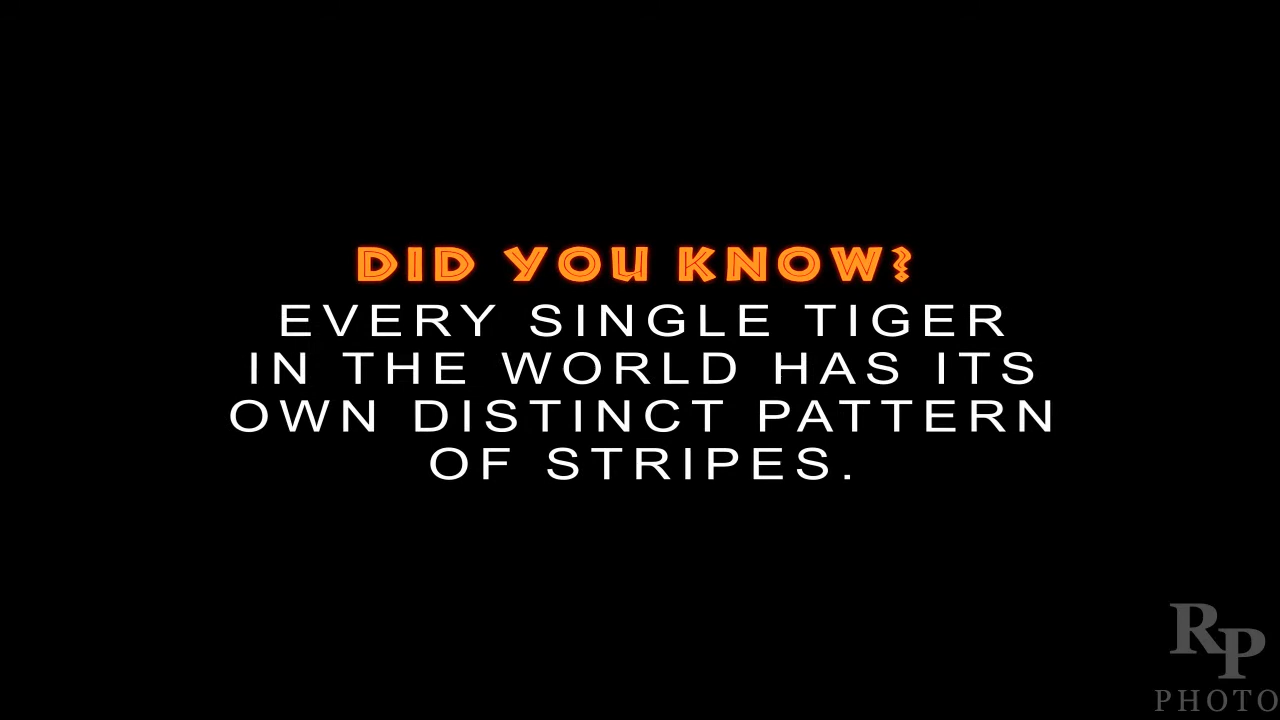 DID YOU KNOW?
EVERY SINGLE TIGER
IN THE WORLD HAS ITS
OWN DISTINCT PATTERN
OF STRIPES.
RP
PHOTO